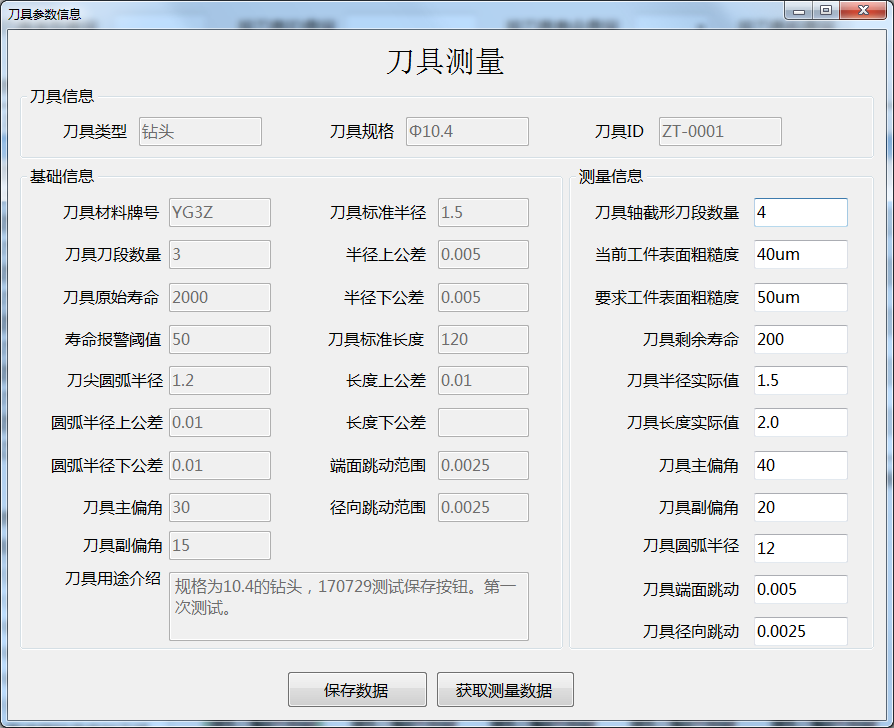 刀具参数信息
刀具测量
刀具信息
刀具类型 钻头 刀具规格 Φ10.4 刀具ID ZT-0001
基础信息 测量信息
刀具材料牌号 YG3Z 刀具标准半径 1.5 刀具轴截形刀段数量 4
刀具刀段数量 3 半径上公差 0.005 当前工件表面粗糙度 40um
刀具原始寿命 2000 半径下公差 0.005 要求工件表面粗糙度 50um
寿命报警阈值 50 刀具标准长度 120 刀具剩余寿命 200
刀尖圆弧半径 1.2 长度上公差 0.01 刀具半径实际值 1.5
圆弧半径上公差 0.01 长度下公差 刀具长度实际值 2.0
圆弧半径下公差 0.01 端面跳动范围 0.0025 刀具主偏角 40
刀具主偏角 30 径向跳动范围 0.0025 刀具副偏角 20
刀具副偏角 15 刀具圆弧半径 12
刀具用途介绍 规格为10.4的钻头，170729测试保存按钮。第一 刀具端面跳动 0.005
次测试。
刀具径向跳动 0.0025
保存数据 获取测量数据